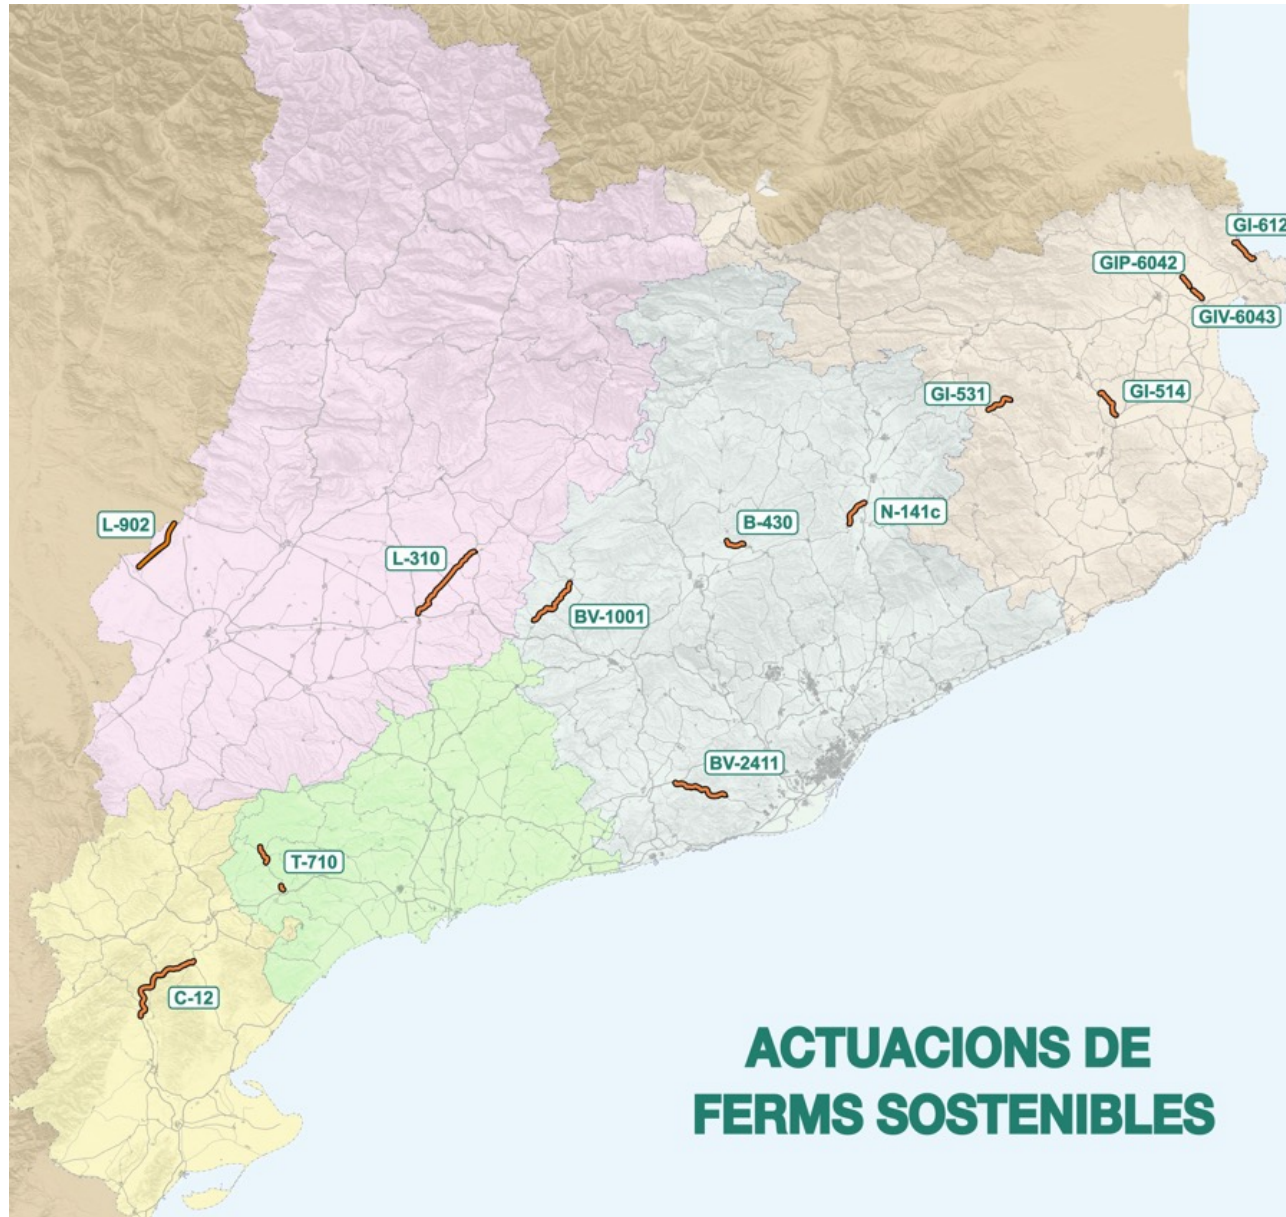 GI-612
GIP-6042
GIV-6043
GI-531
GI-514
L-902
B-430
N-141c
L-310
BV-1001
BV-2411
T-710
C-12
ACTUACIONS DE
FERMS SOSTENIBLES